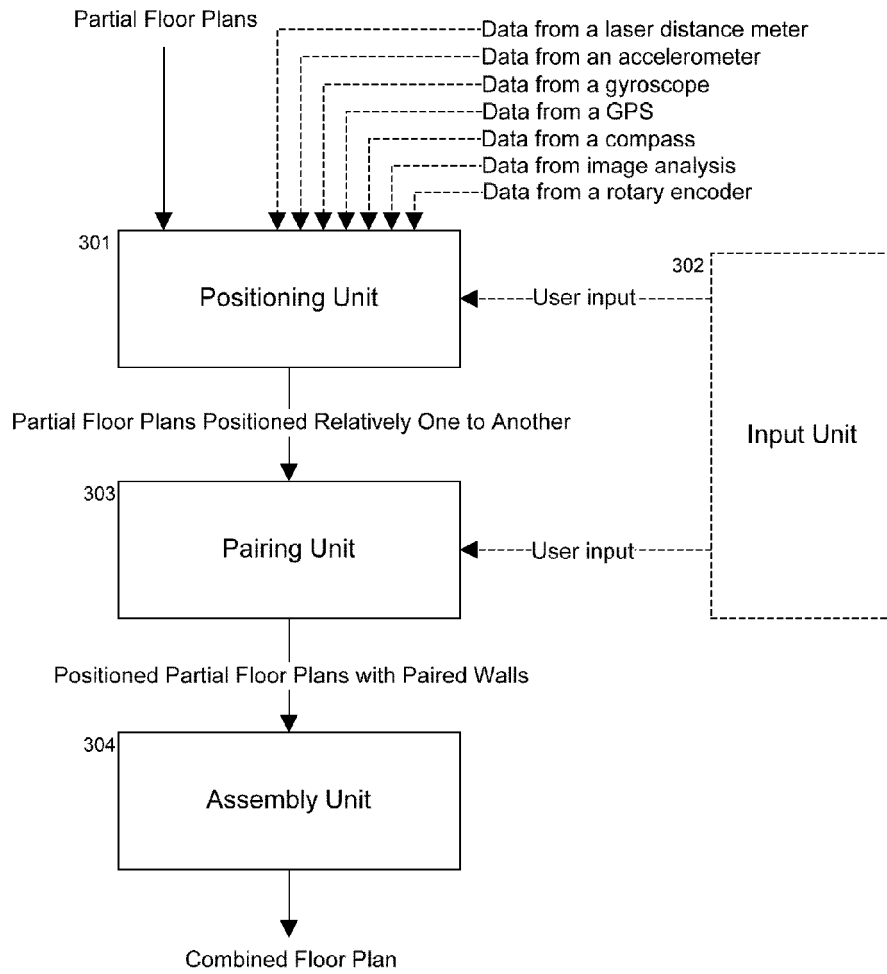 Partial Floor Plans
Data from a laser distance meter
Data from an accelerometer
Data from a gyroscope
Data from a GPS
Data from a compass
Data from image analysis
Data from a rotary encoder
301
Positioning Unit
302
User input
Input Unit
Partial Floor Plans Positioned Relatively One to Another
303
Pairing Unit
User input
Positioned Partial Floor Plans with Paired Walls
304
Assembly Unit
Combined Floor Plan